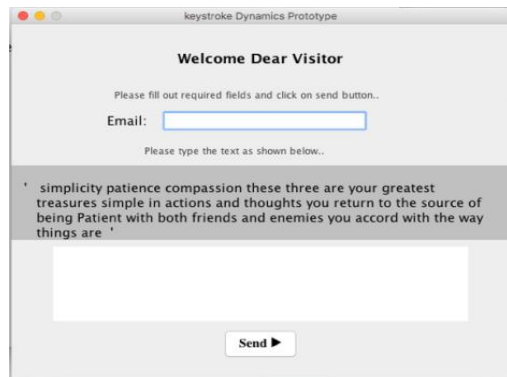 keystroke Dynamics Prototype
Welcome Dear Visitor
Please fill out required fields and click on send button..
Email:
Please type the text as shown below..
' simplicity patience compassion these three are your greatest
treasures simple in actions and thoughts you return to the source of
being Patient with both friends and enemies you accord with the way
things are '
Send ▶